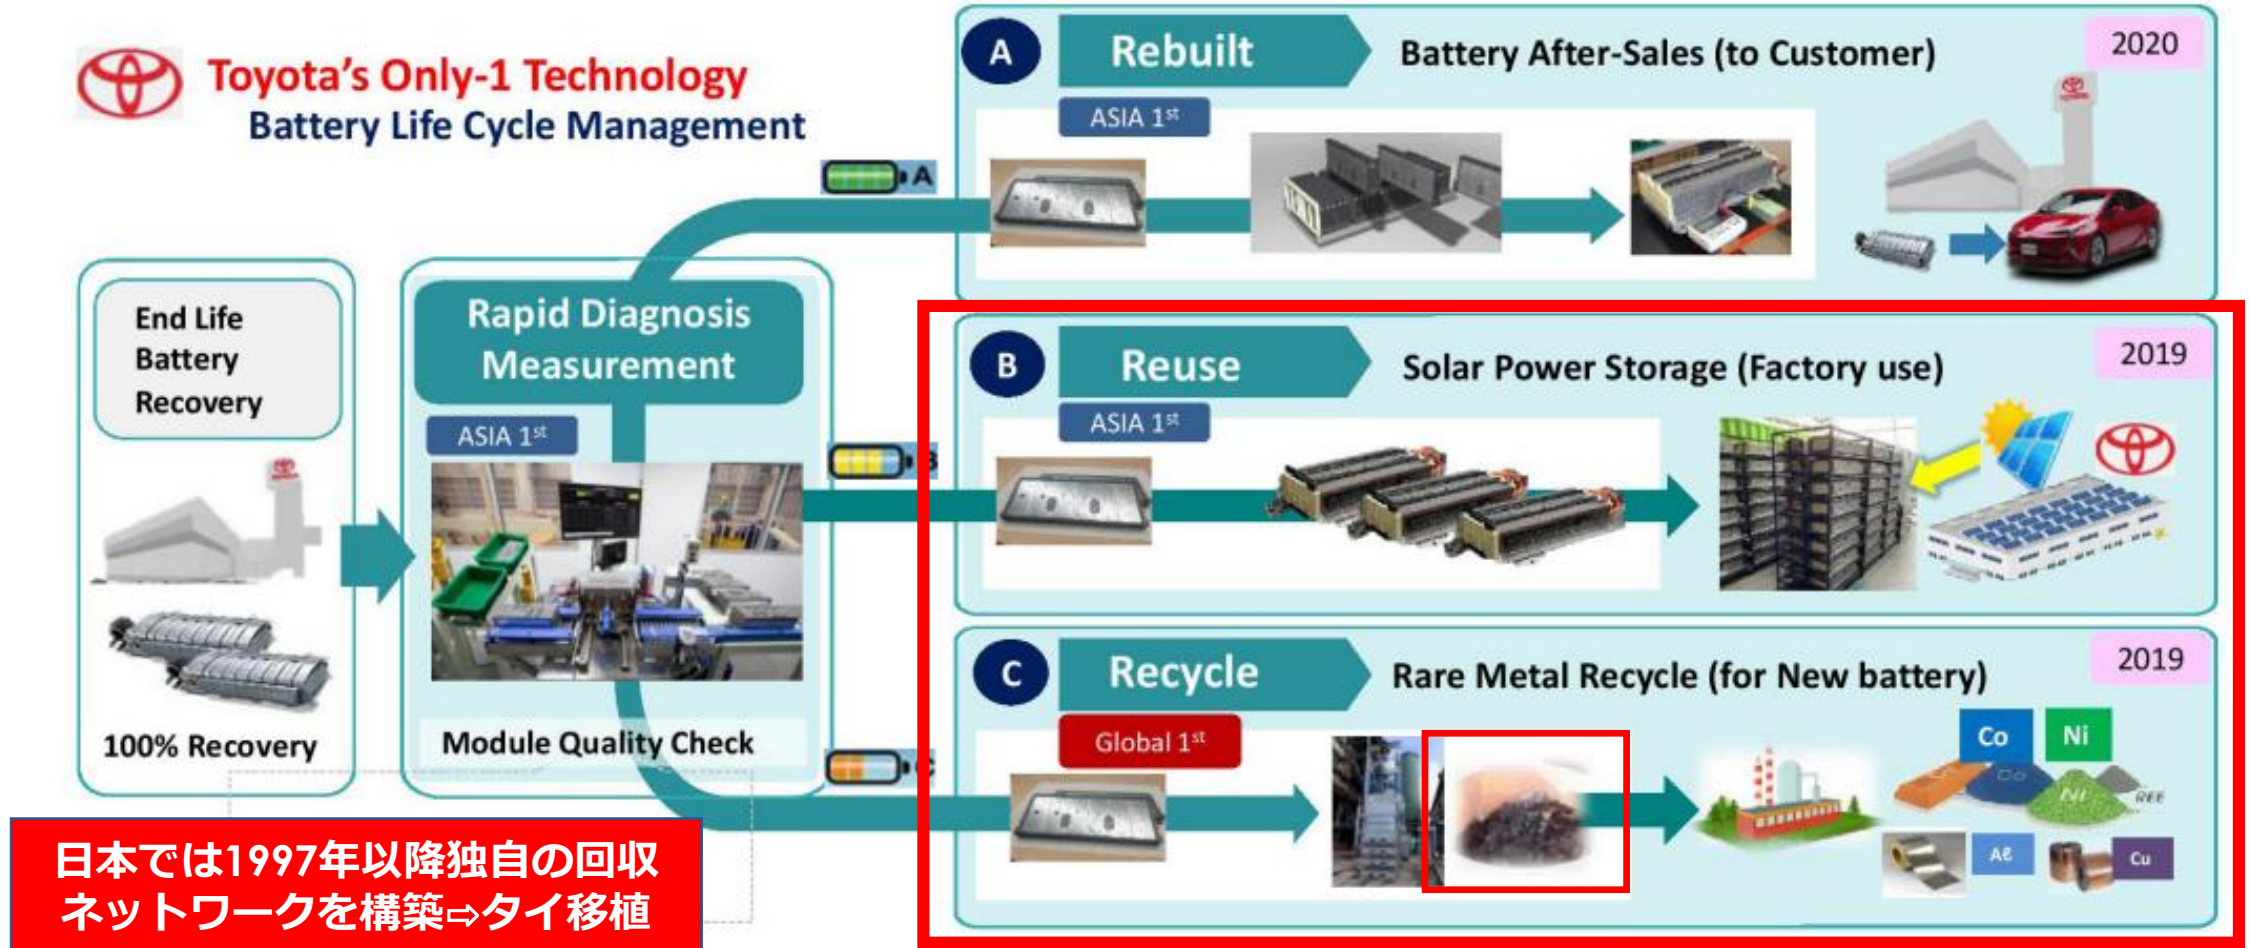 Toyota's Only-1 Technology
Battery Life Cycle Management
End Life
Battery
Recovery
100% Recovery
Rapid Diagnosis
Measurement
ASIA 1st
Module Quality Check
A
A
Rebuilt
Battery After-Sales (to Customer)
2020
ASIA 1st
B
B
Reuse
Solar Power Storage (Factory use)
2019
ASIA 1st
C
C
Recycle
Rare Metal Recycle (for New battery)
2019
Global 1st
Co
Ni
Co
Ni
REE
Aℓ
Cu
日本では1997年以降独自の回収
ネットワークを構築⇨タイ移植